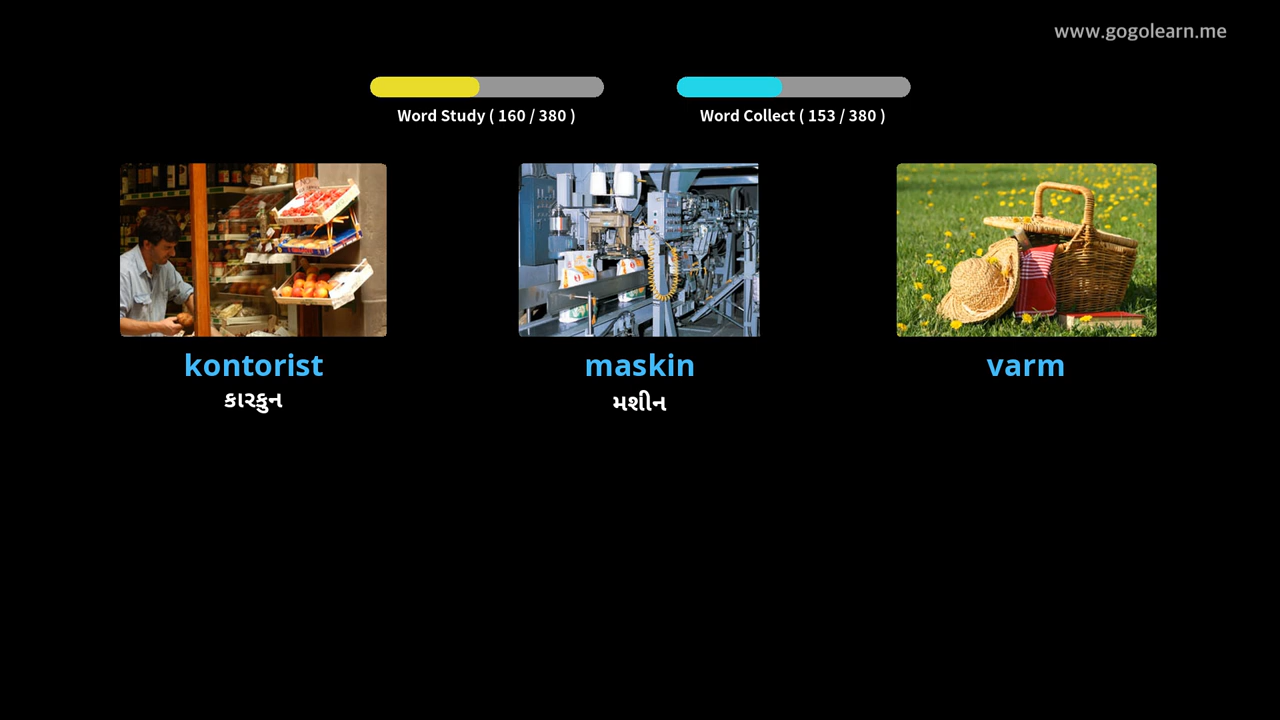 www.gogolearn.me
Word Study ( 160 / 380 )
Word Collect ( 153 / 380 )
kontorist
maskin
varm
કારકુન
મશીન